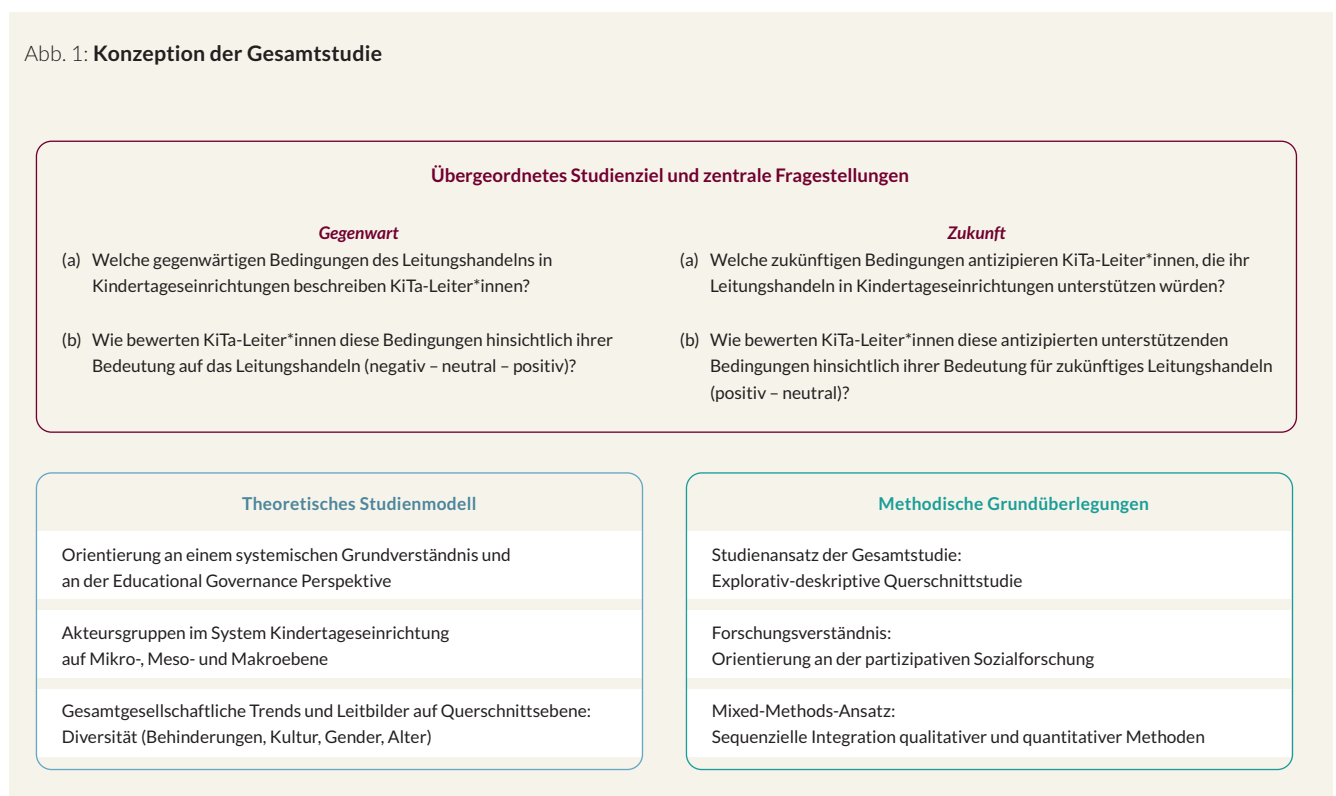 Abb. 1: Konzeption der Gesamtstudie
Übergeordnetes Studienziel und zentrale Fragestellungen
Gegenwart
(a) Welche gegenwärtigen Bedingungen des Leitungshandelns in
Kindertageseinrichtungen beschreiben KiTa-Leiter*innen?
(b) Wie bewerten KiTa-Leiter*innen diese Bedingungen hinsichtlich ihrer
Bedeutung auf das Leitungshandeln (negativ – neutral – positiv)?
Zukunft
(a) Welche zukünftigen Bedingungen antizipieren KiTa-Leiter*innen, die ihr
Leitungshandeln in Kindertageseinrichtungen unterstützen würden?
(b) Wie bewerten KiTa-Leiter*innen diese antizipierten unterstützenden
Bedingungen hinsichtlich ihrer Bedeutung für zukünftiges Leitungshandeln
(positiv – neutral)?
Theoretisches Studienmodell
Orientierung an einem systemischen Grundverständnis und
an der Educational Governance Perspektive
Akteursgruppen im System Kindertageseinrichtung
auf Mikro-, Meso- und Makroebene
Gesamtgesellschaftliche Trends und Leitbilder auf Querschnittsebene:
Diversität (Behinderungen, Kultur, Gender, Alter)
Methodische Grundüberlegungen
Studienansatz der Gesamtstudie:
Explorativ-deskriptive Querschnittstudie
Forschungsverständnis:
Orientierung an der partizipativen Sozialforschung
Mixed-Methods-Ansatz:
Sequenzielle Integration qualitativer und quantitativer Methoden